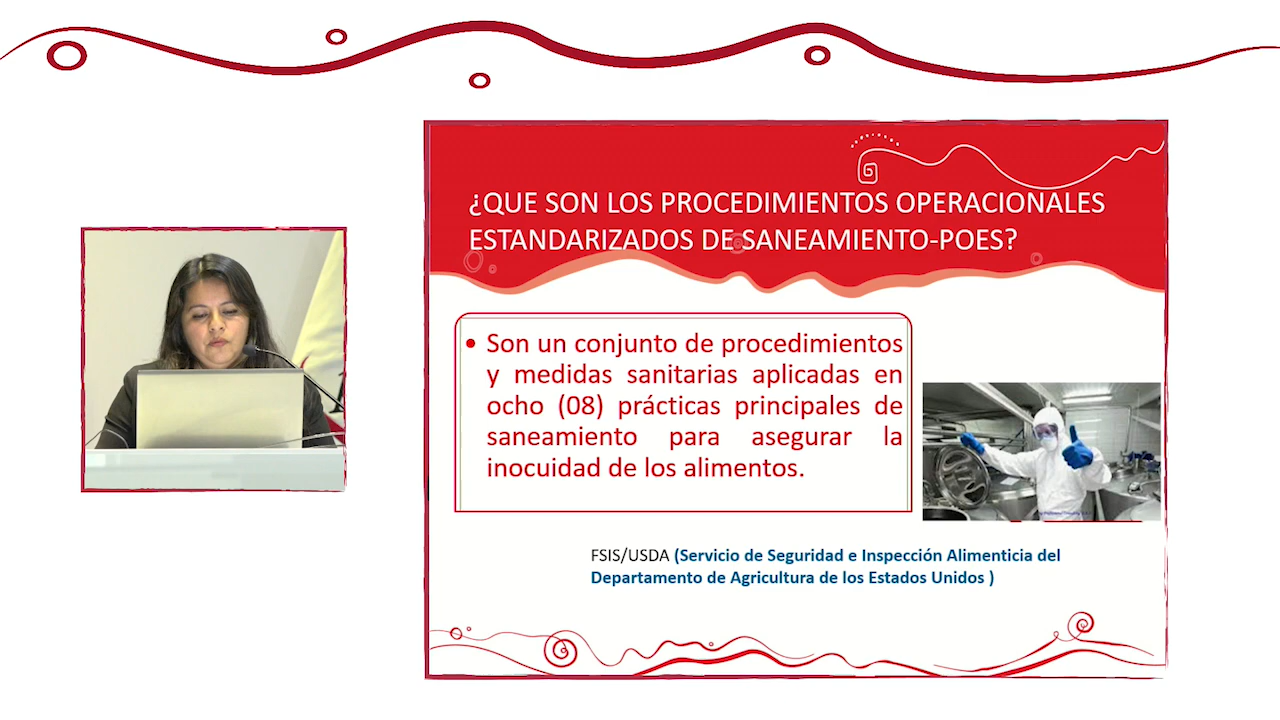 ¿QUE SON LOS PROCEDIMIENTOS OPERACIONALES
ESTANDARIZADOS DE SANEAMIENTO-POES?
• Son un conjunto de procedimientos
y medidas sanitarias aplicadas en
ocho (08) prácticas principales de
saneamiento para asegurar la
inocuidad de los alimentos.
FSIS/USDA (Servicio de Seguridad e Inspección Alimenticia del
Departamento de Agricultura de los Estados Unidos )